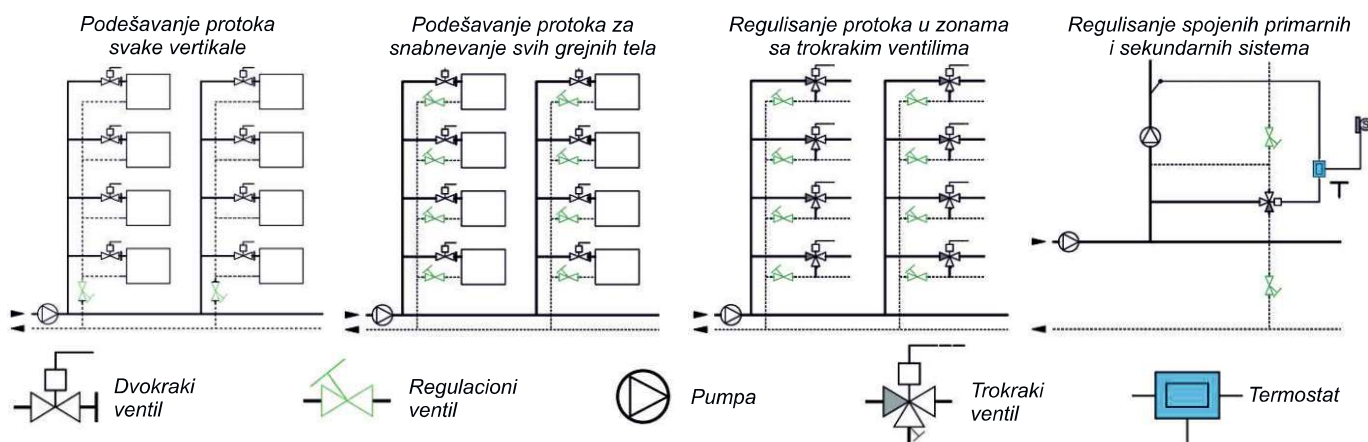 Podešavanje protoka
svake vertikale
Podešavanje protoka za
snabnevanje svih grejnih tela
Regulisanje protoka u zonama
sa trokrakim ventilima
Regulisanje spojenih primarnih
i sekundarnih sistema
S
T
Dvokraki
ventil
Regulacioni
ventil
Pumpa
Trokraki
ventil
Termostat